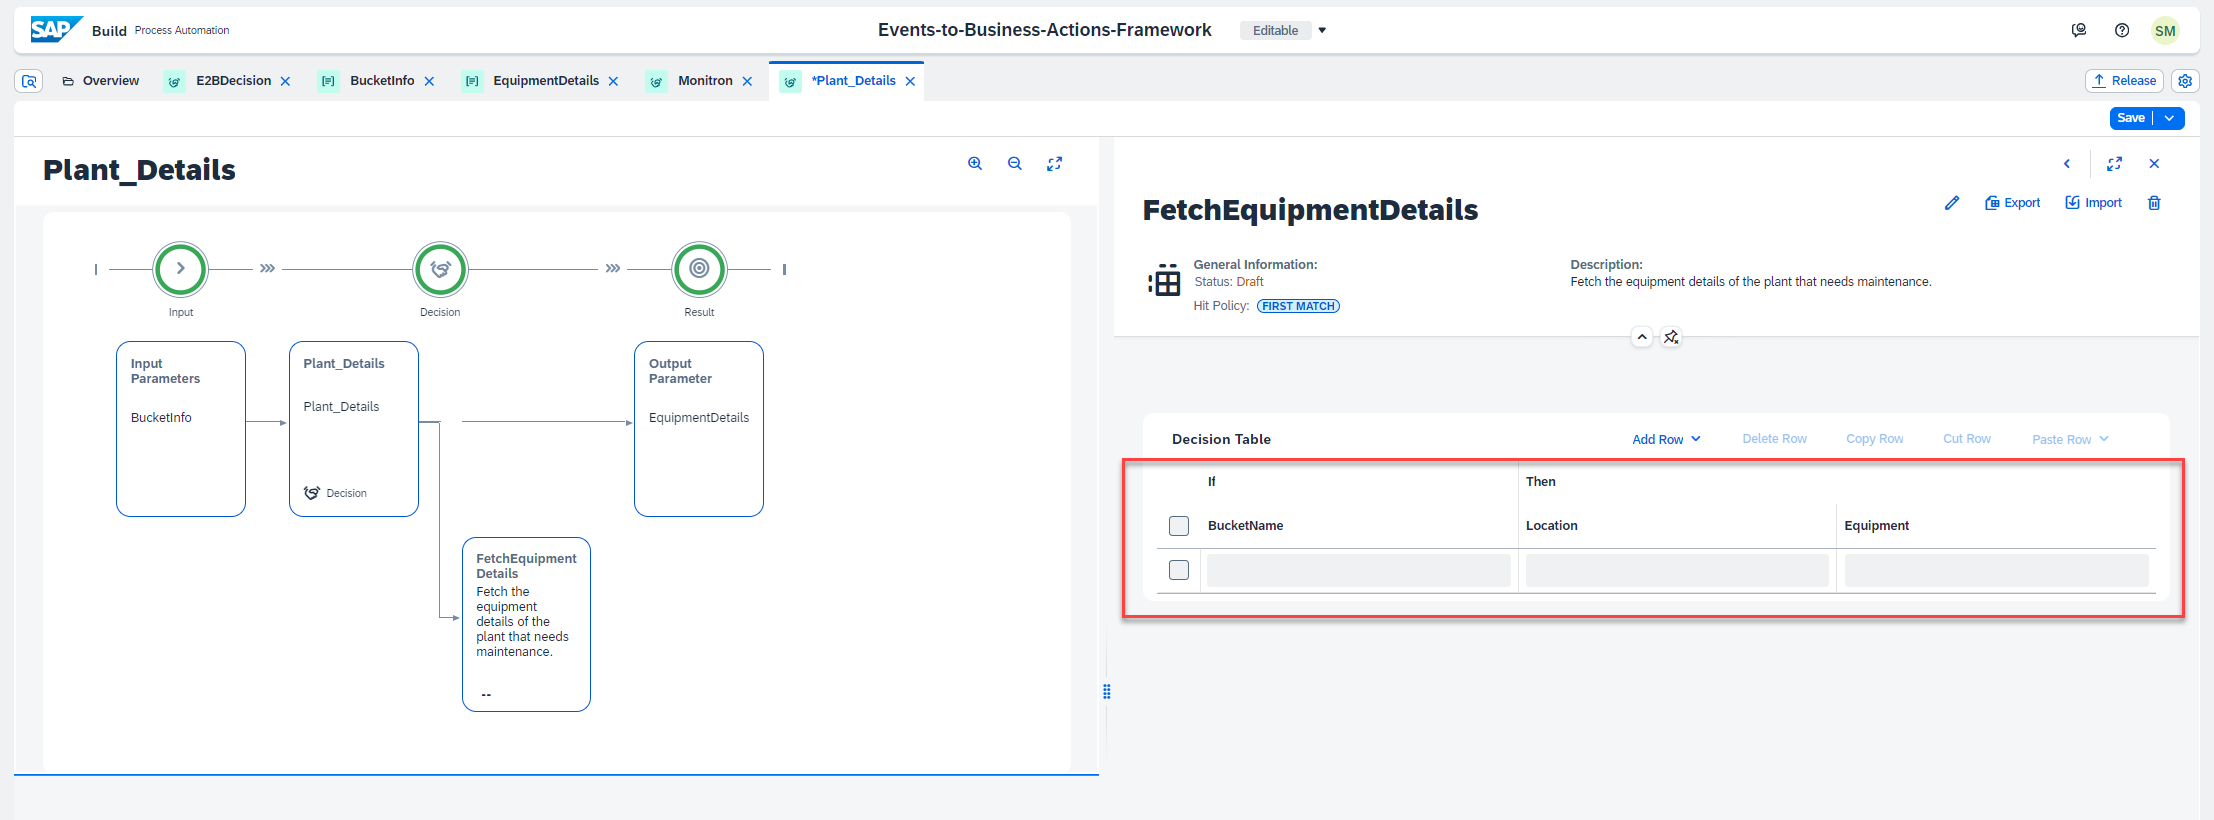 SAP Build Process Automation
Events-to-Business-Actions-Framework
Editable
SM
Overview
E2BDecision
BucketInfo
EquipmentDetails
Monitron
*Plant_Details
Release
Save
Plant_Details
Input
Decision
Result
Input
Parameters
BucketInfo
Plant_Details
Plant_Details
Decision
Output
Parameter
EquipmentDetails
FetchEquipment
Details
Fetch the
equipment
details of the
plant that needs
maintenance.
--
FetchEquipmentDetails
Export
Import
General Information:
Status: Draft
Hit Policy: FIRST MATCH
Description:
Fetch the equipment details of the plant that needs maintenance.
Decision Table
Add Row
Delete Row
Copy Row
Cut Row
Paste Row
If
Then
BucketName
Location
Equipment